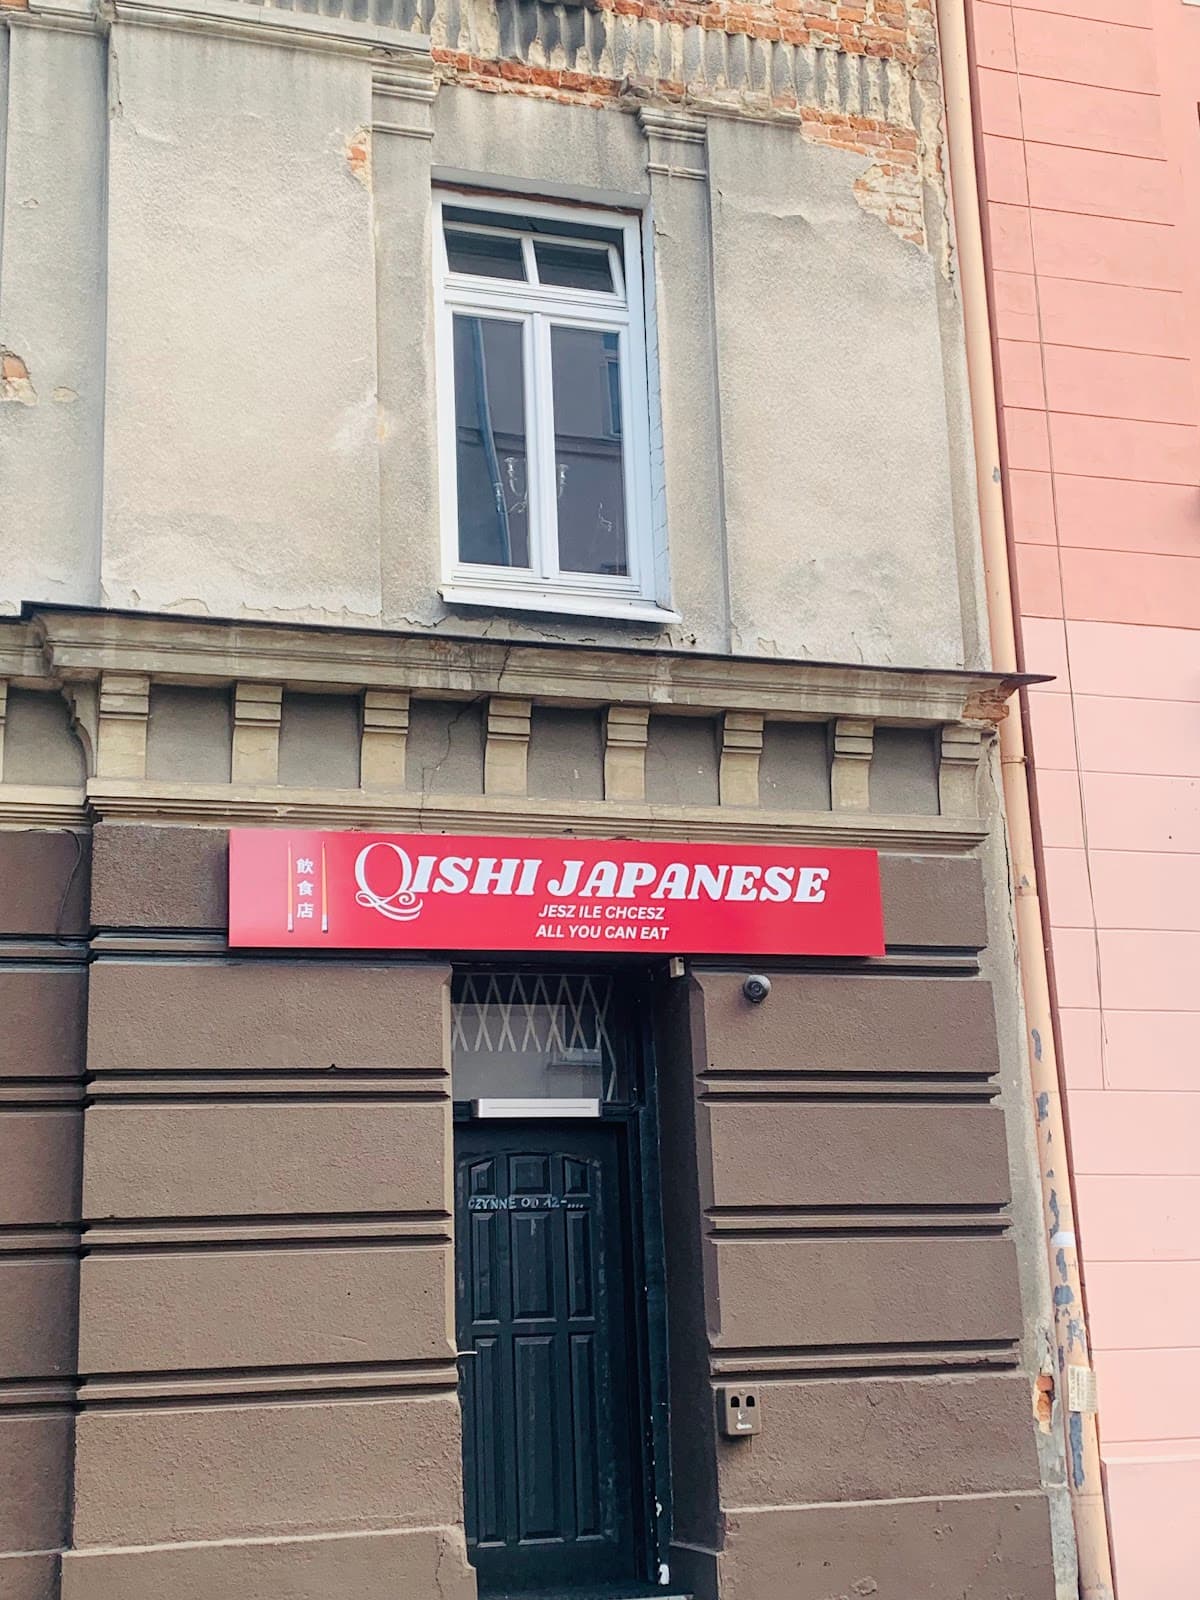 飲食店
QISHI JAPANESE
JESZ ILE CHCESZ
ALL YOU CAN EAT
CZYNNE OD 12-....